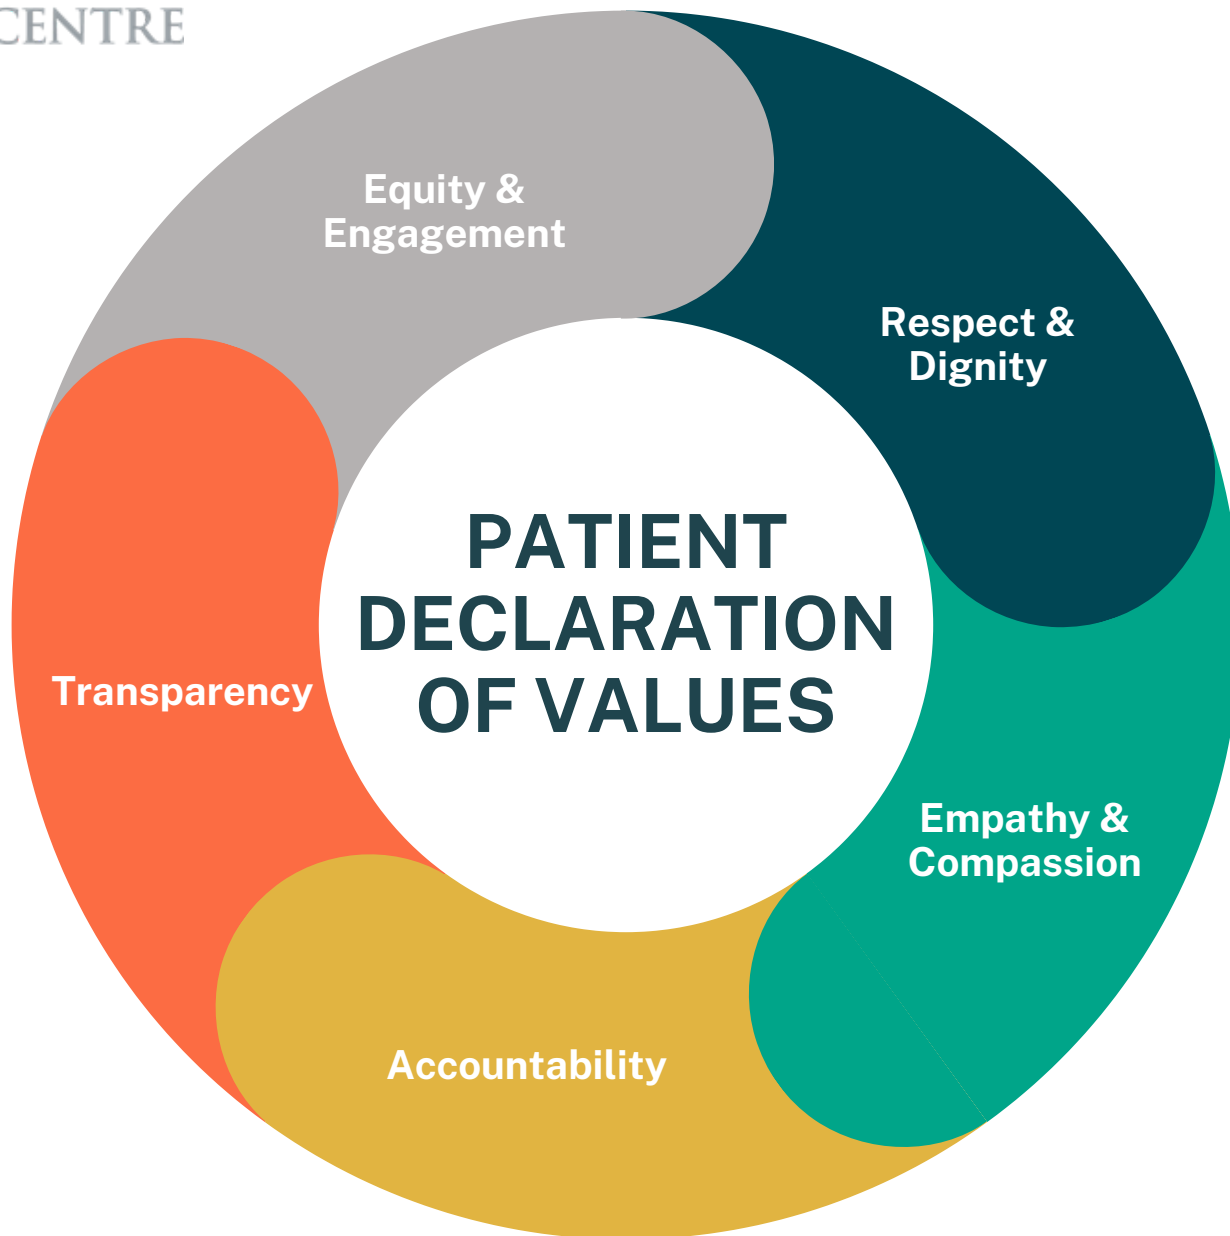 CENTRE
Equity &
Engagement
Respect &
Dignity
PATIENT
DECLARATION
OF VALUES
Transparency
Empathy &
Compassion
Accountability